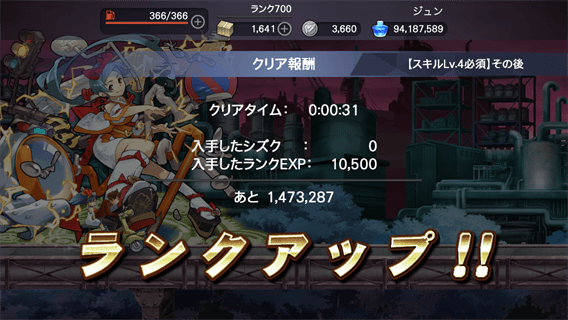 ランク700 ジュン
366/366 1,641 3,660 94,187,589
クリア報酬 【スキルLv.4必須】その後
クリアタイム: 0:00:31
入手したシズク : 0
入手したランクEXP: 10,500
あと 1,473,287
ランクアップ!!